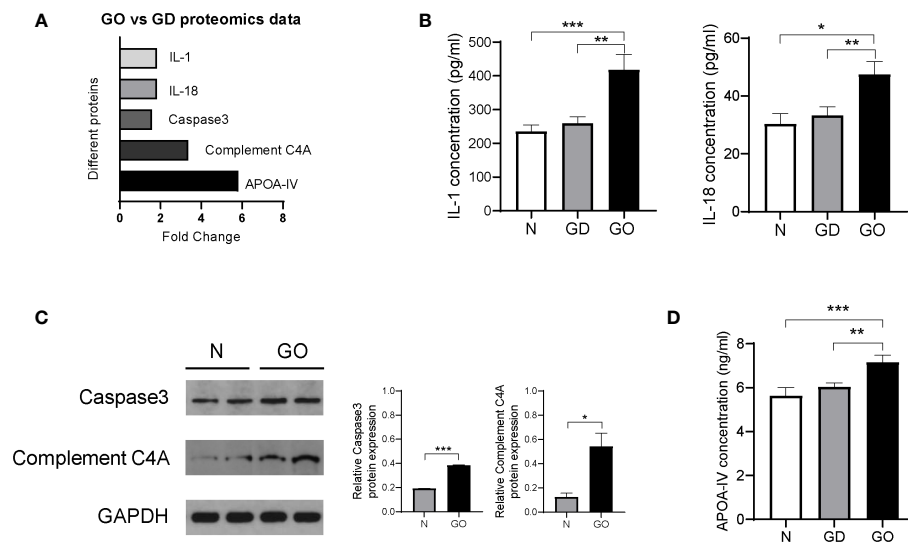 A
GO vs GD proteomics data
Different proteins
IL-1
IL-18
Caspase3
Complement C4A
APOA-IV
0 2 4 6 8
Fold Change
B
IL-1 concentration (pg/ml)
500
400
300
200
100
0
***
**
N GD GO
IL-18 concentration (pg/ml)
60
40
20
0
*
**
N GD GO
C
N GO
Caspase3
Complement C4A
GAPDH
Relative Caspase3
protein expression
1.0
0.8
0.6
0.4
0.2
0.0
***
N GO
Relative Complement C4A
protein expression
1.0
0.8
0.6
0.4
0.2
0.0
*
N GO
D
APOA-IV concentration (ng/ml)
8
6
4
2
0
***
**
N GD GO